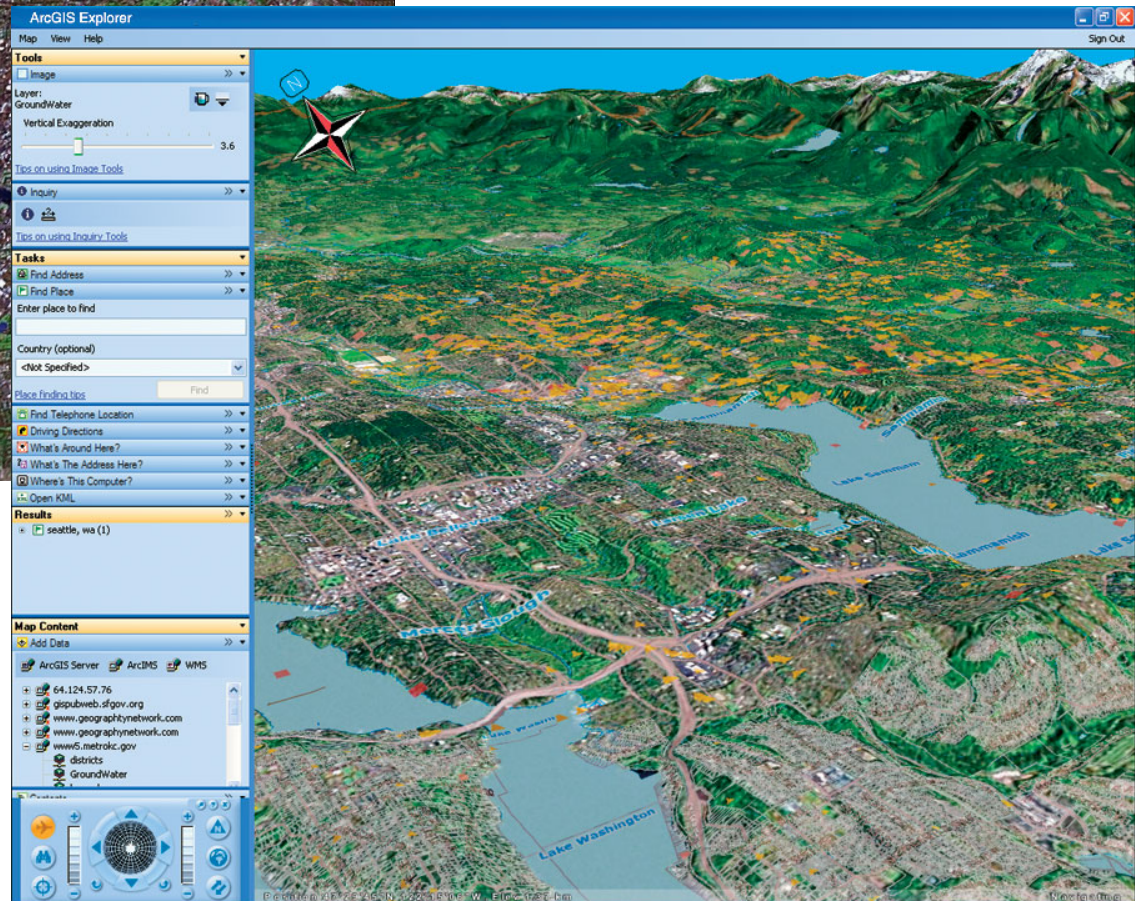 ArcGIS Explorer
Map View Help
Sign Out
Tools
Image
Layer:
GroundWater
Vertical Exaggeration
3.6
Tips on using Image Tools
Inquiry
Tips on using Inquiry Tools
Tasks
Find Address
Find Place
Enter place to find
Country (optional)
<Not Specified>
Place finding tips
Find
Find Telephone Location
Driving Directions
What's Around Here?
What's The Address Here?
Where's This Computer?
Open KML
Results
seattle, wa (1)
Map Content
Add Data
ArcGIS Server ArcIMS WMS
64.124.57.76
gispubweb.sfgov.org
www.geographtynetwork.com
www.geographynetwork.com
www5.metrokc.gov
districts
GroundWater
N
Sammamish
Lake Sammam
Larson Lake
Sammamish
Mercer Slough
Lake Washington
Navigating